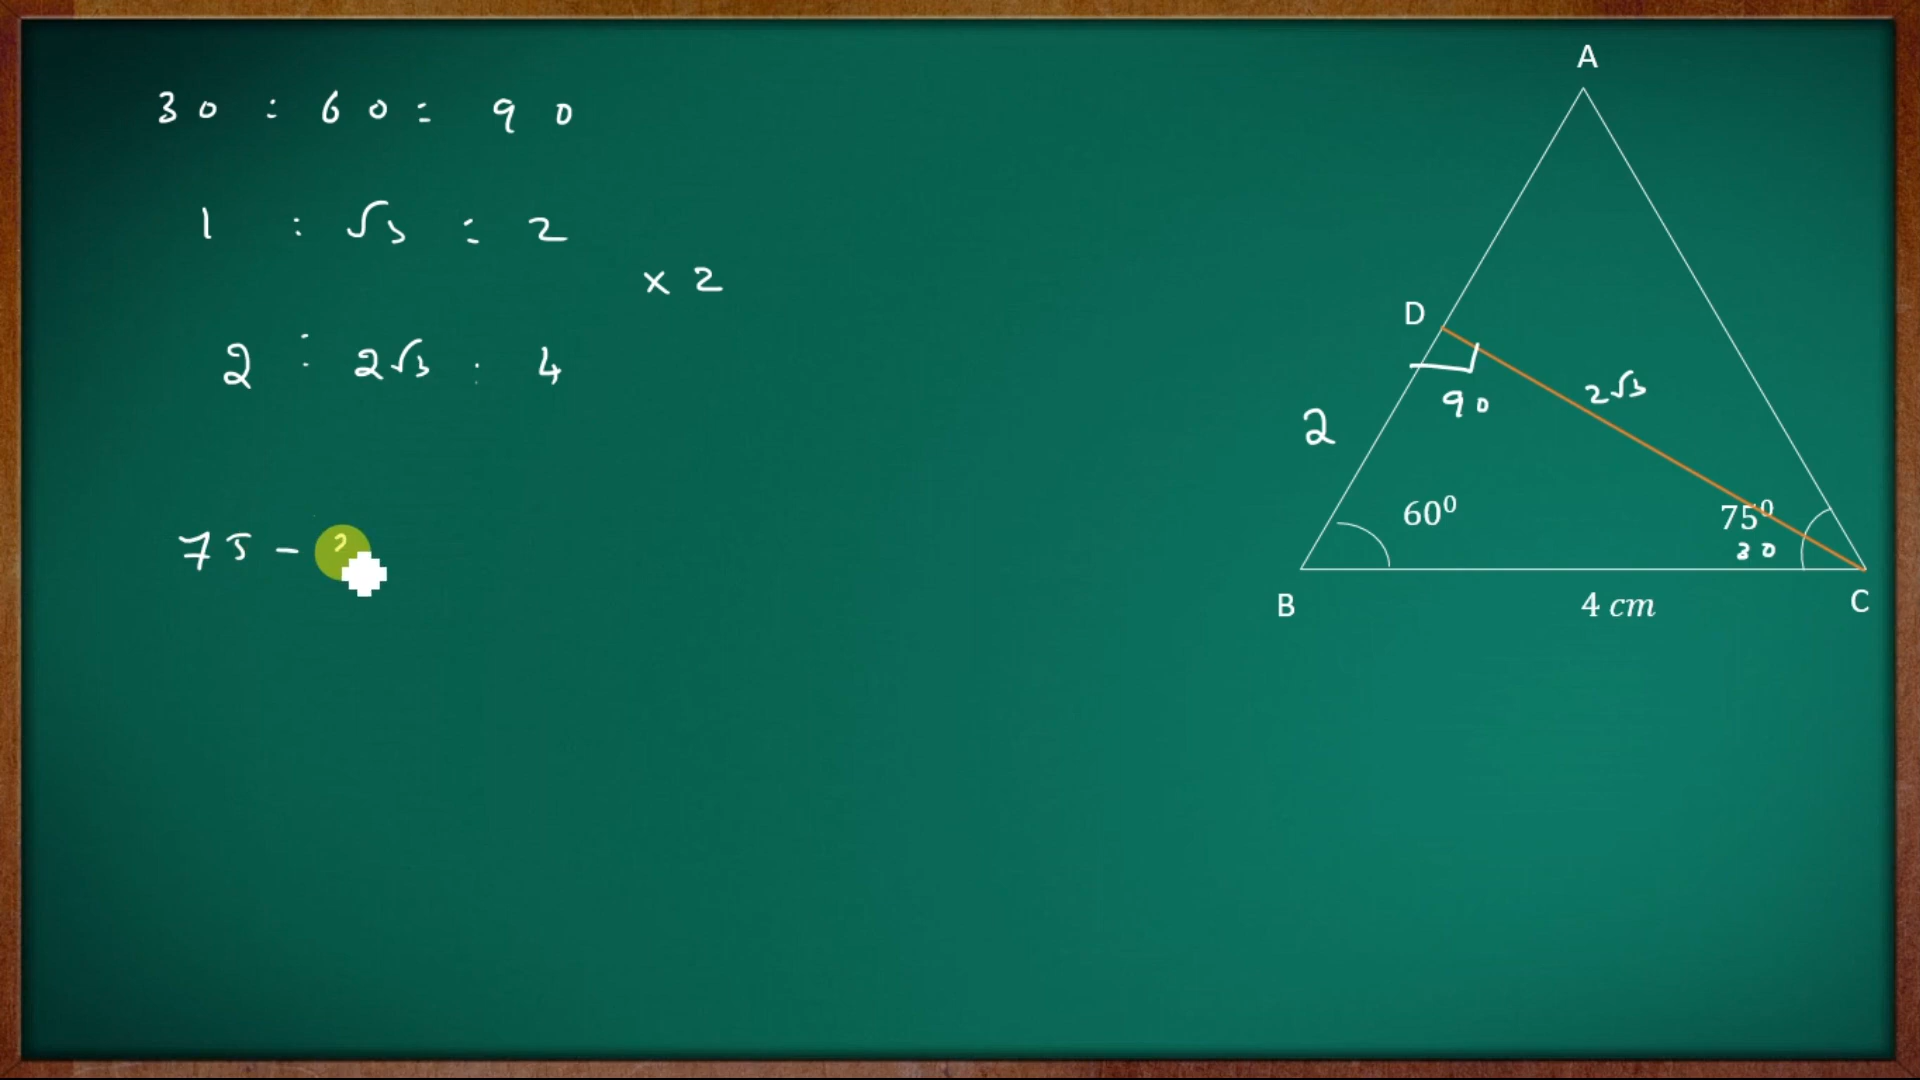 30 : 60 : 90
1 : √3 : 2
× 2
2 : 2√3 : 4
75 -
A
D
90
2√3
2
60⁰
75⁰
30
B
4 cm
C